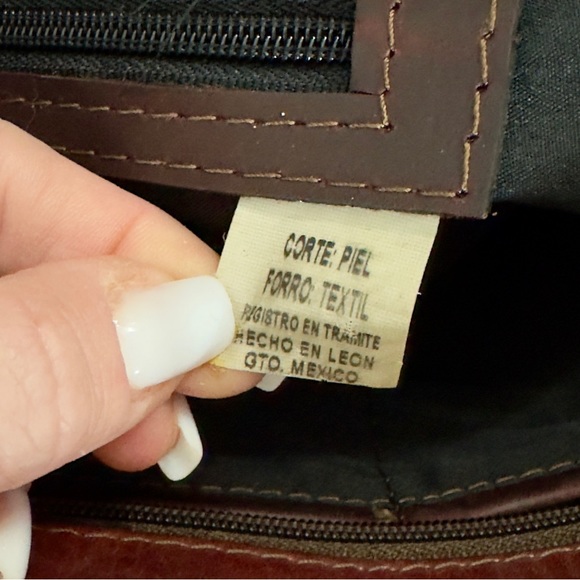 CORTE: PIEL
FORRO: TEXTIL
REGISTRO EN TRAMITE
HECHO EN LEON
GTO. MEXICO